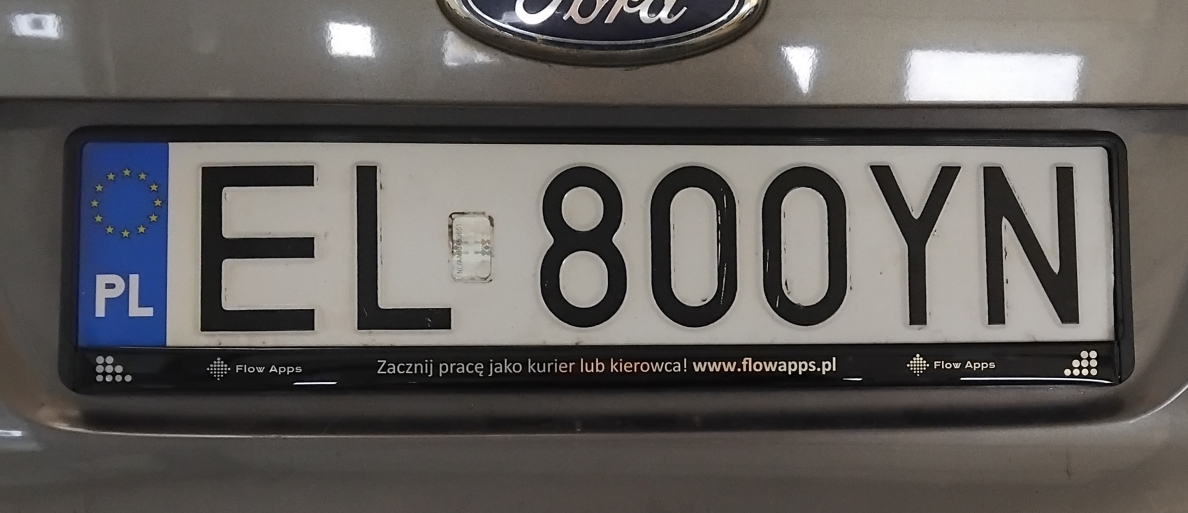 Ford
PL
EL 800YN
Flow Apps Zacznij pracę jako kurier lub kierowca! www.flowapps.pl Flow Apps